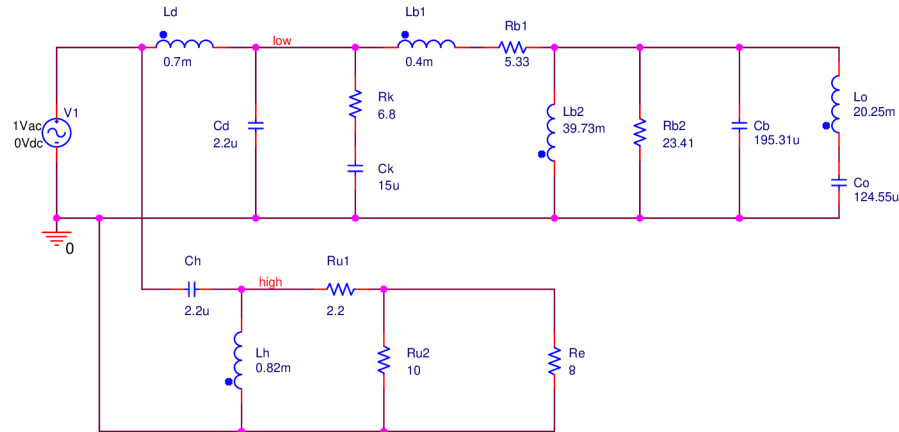 Ld
0.7m
low
Lb1
0.4m
Rb1
5.33
V1
1Vac
0Vdc
Cd
2.2u
Rk
6.8
Ck
15u
Lb2
39.73m
Rb2
23.41
Cb
195.31u
Lo
20.25m
Co
124.55u
0
Ch
2.2u
high
Ru1
2.2
Lh
0.82m
Ru2
10
Re
8